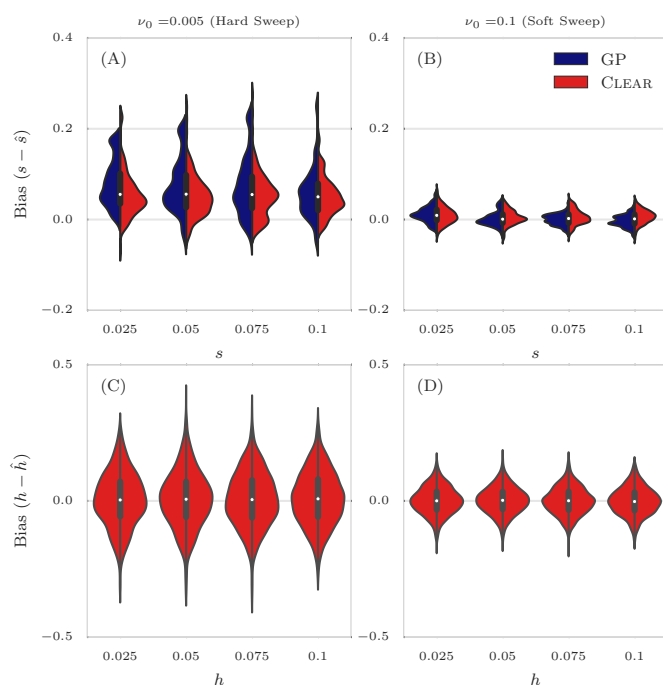 ν₀ =0.005 (Hard Sweep)
ν₀ =0.1 (Soft Sweep)
0.4
(A)
0.2
Bias (s − ŝ)
0.0
−0.2
0.025 0.05 0.075 0.1
s
0.4
(B)
GP
CLEAR
0.2
0.0
−0.2
0.025 0.05 0.075 0.1
s
0.5
(C)
Bias (h − ĥ)
0.0
−0.5
0.025 0.05 0.075 0.1
h
0.5
(D)
0.0
−0.5
0.025 0.05 0.075 0.1
h